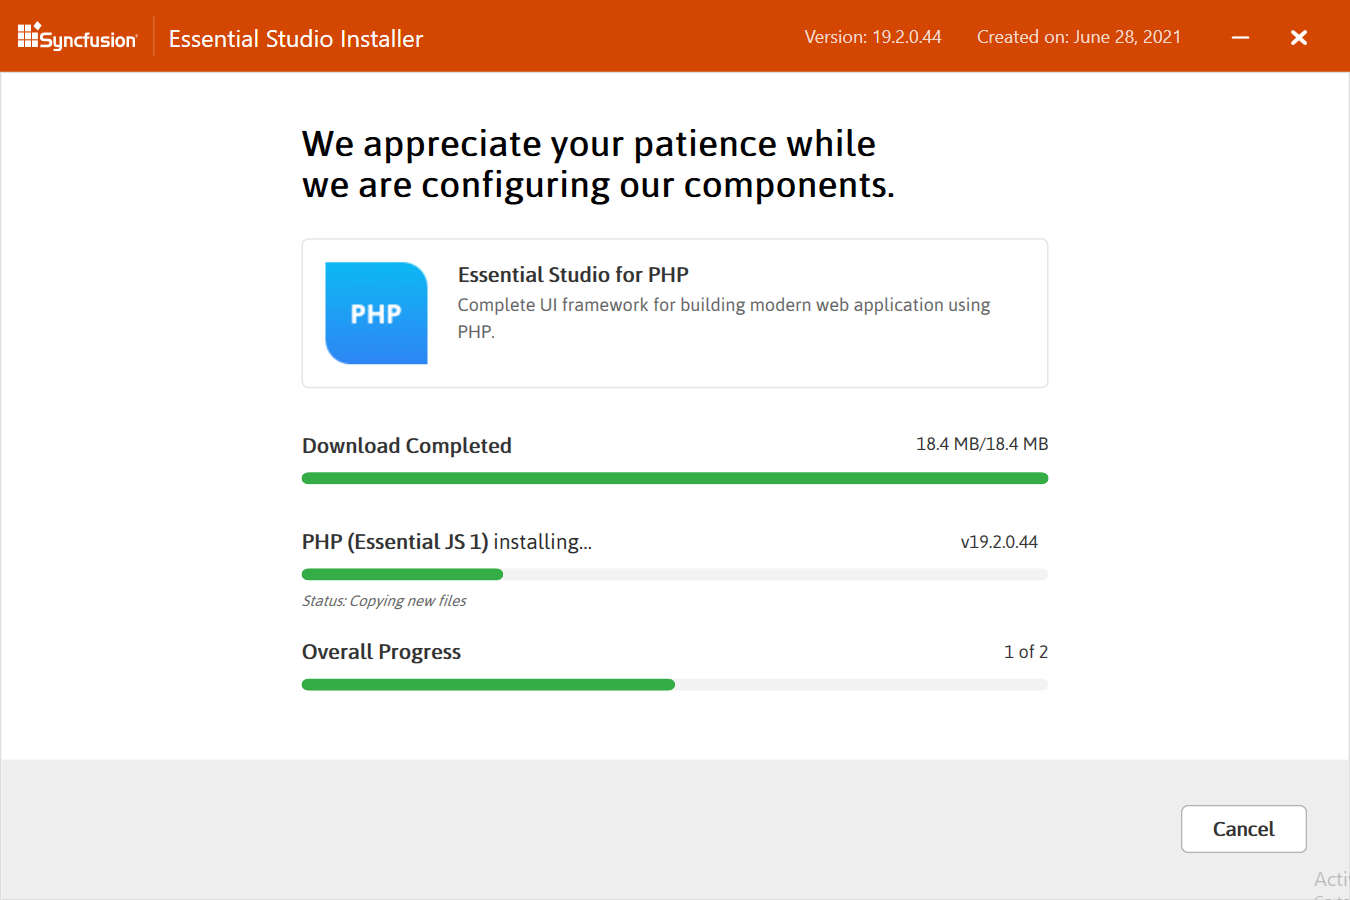 Syncfusion
Essential Studio Installer
Version: 19.2.0.44
Created on: June 28, 2021
We appreciate your patience while
we are configuring our components.
PHP
Essential Studio for PHP
Complete UI framework for building modern web application using
PHP.
Download Completed
18.4 MB/18.4 MB
PHP (Essential JS 1) installing...
v19.2.0.44
Status: Copying new files
Overall Progress
1 of 2
Cancel